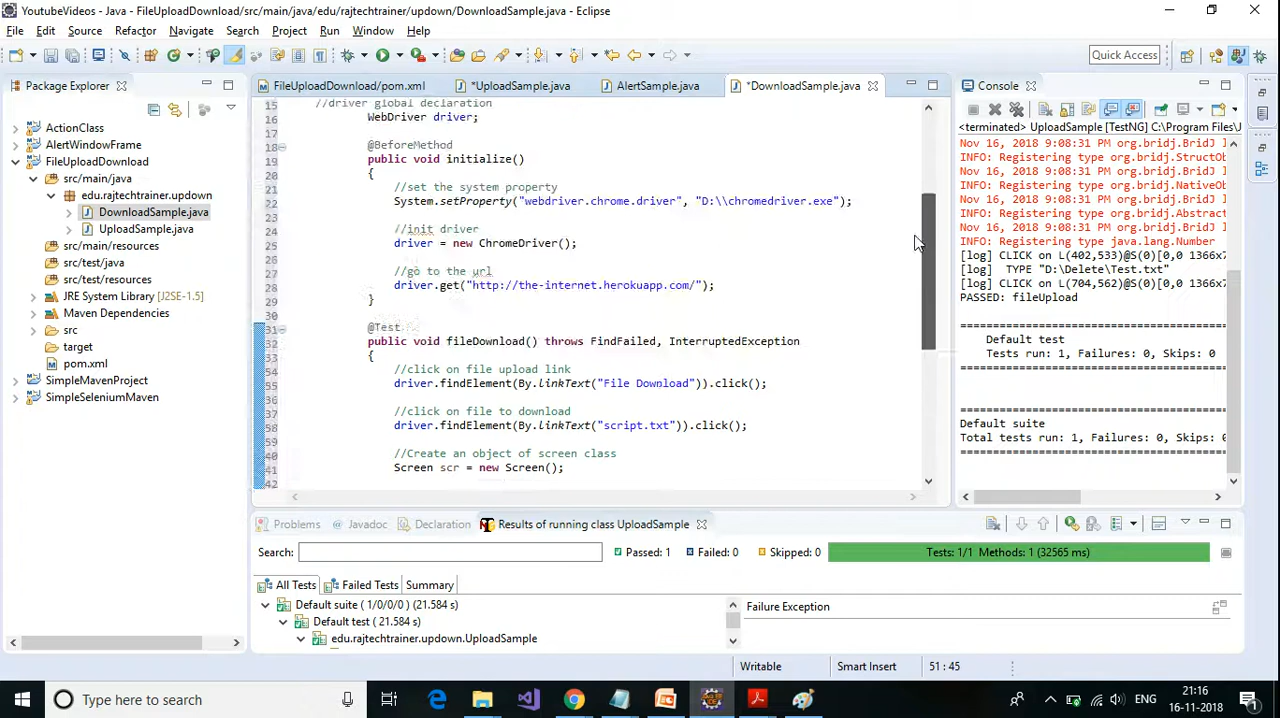 YoutubeVideos - Java - FileUploadDownload/src/main/java/edu/rajtechtrainer/updown/DownloadSample.java - Eclipse
File Edit Source Refactor Navigate Search Project Run Window Help
Quick Access
Package Explorer
FileUploadDownload/pom.xml
*UploadSample.java
AlertSample.java
*DownloadSample.java
Console
ActionClass
AlertWindowFrame
FileUploadDownload
src/main/java
edu.rajtechtrainer.updown
DownloadSample.java
UploadSample.java
src/main/resources
src/test/java
src/test/resources
JRE System Library [J2SE-1.5]
Maven Dependencies
src
target
pom.xml
SimpleMavenProject
SimpleSeleniumMaven
15 //driver global declaration
16 WebDriver driver;
17
18 @BeforeMethod
19 public void initialize()
20 {
21 //set the system property
22 System.setProperty("webdriver.chrome.driver", "D:\\chromedriver.exe");
23
24 //init driver
25 driver = new ChromeDriver();
26
27 //go to the url
28 driver.get("http://the-internet.herokuapp.com/");
29 }
30
31 @Test
32 public void fileDownload() throws FindFailed, InterruptedException
33 {
34 //click on file upload link
35 driver.findElement(By.linkText("File Download")).click();
36
37 //click on file to download
38 driver.findElement(By.linkText("script.txt")).click();
39
40 //Create an object of screen class
41 Screen scr = new Screen();
42
<terminated> UploadSample [TestNG] C:\Program Files\J
Nov 16, 2018 9:08:31 PM org.bridj.BridJ l
INFO: Registering type org.bridj.StructOb
Nov 16, 2018 9:08:31 PM org.bridj.BridJ l
INFO: Registering type org.bridj.NativeOb
Nov 16, 2018 9:08:31 PM org.bridj.BridJ l
INFO: Registering type org.bridj.Abstrac
Nov 16, 2018 9:08:31 PM org.bridj.BridJ l
INFO: Registering type java.lang.Number
[log] CLICK on L(402,533)@S(0)[0,0 1366x7
[log] TYPE "D:\Delete\Test.txt"
[log] CLICK on L(704,562)@S(0)[0,0 1366x7
PASSED: fileUpload
===============================================
Default test
Tests run: 1, Failures: 0, Skips: 0
===============================================
===============================================
Default suite
Total tests run: 1, Failures: 0, Skips: 0
===============================================
Problems
Javadoc
Declaration
Results of running class UploadSample
Search:
Passed: 1
Failed: 0
Skipped: 0
Tests: 1/1 Methods: 1 (32565 ms)
All Tests
Failed Tests
Summary
Default suite ( 1/0/0/0 ) (21.584 s)
Default test ( 21.584 s)
edu.rajtechtrainer.updown.UploadSample
Failure Exception
Writable
Smart Insert
51 : 45
Type here to search
ENG
21:16
16-11-2018
1